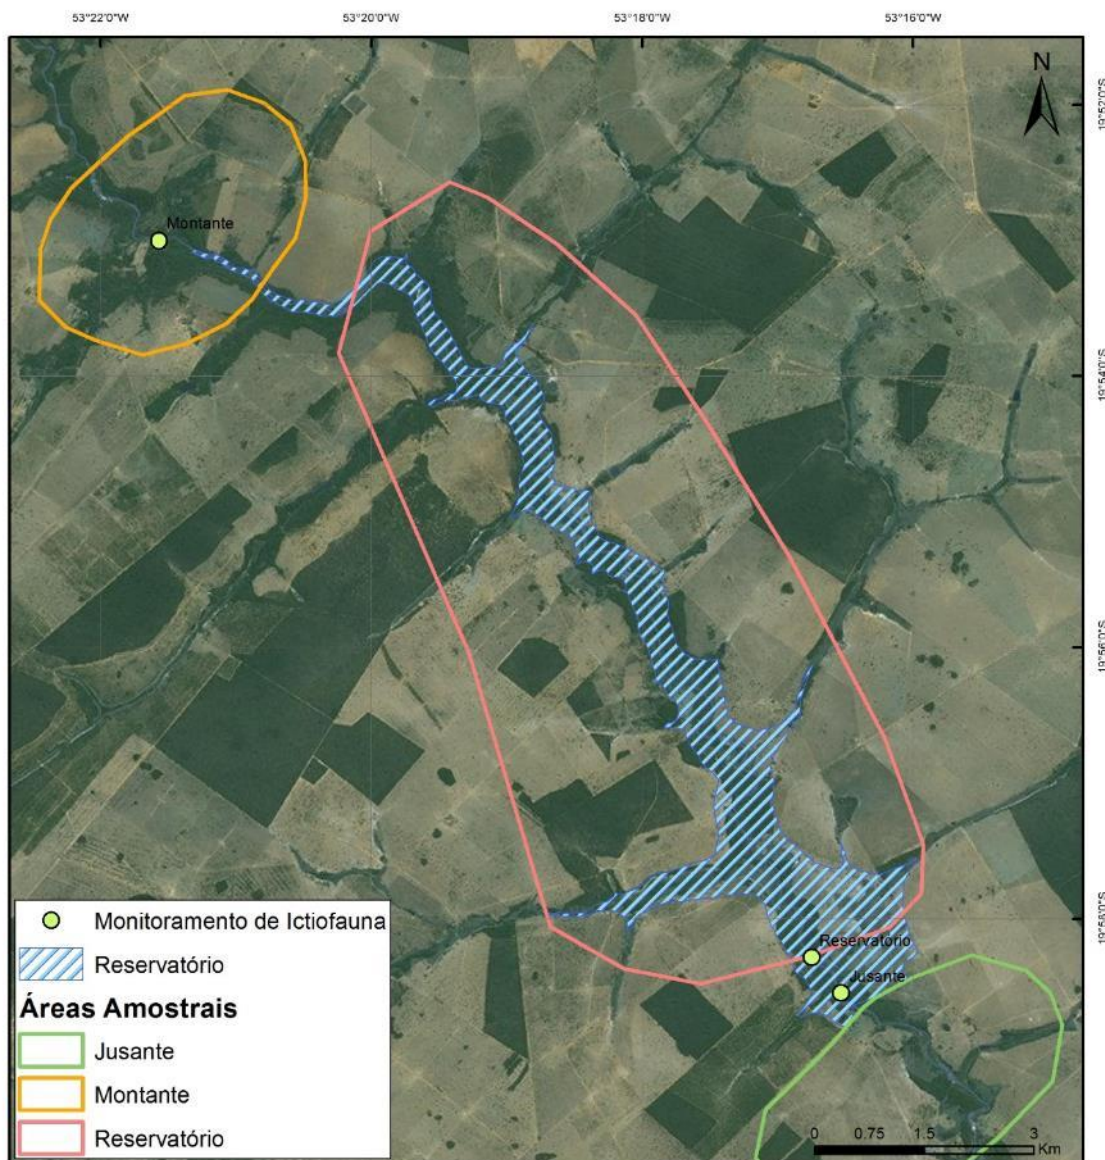 53°22'0"W 53°20'0"W 53°18'0"W 53°16'0"W
N
19°52'0"S
Montante
19°54'0"S
19°56'0"S
19°58'0"S
Reservatório
Jusante
Monitoramento de Ictiofauna
Reservatório
Áreas Amostrais
Jusante
Montante
Reservatório
0 0.75 1.5 3
Km